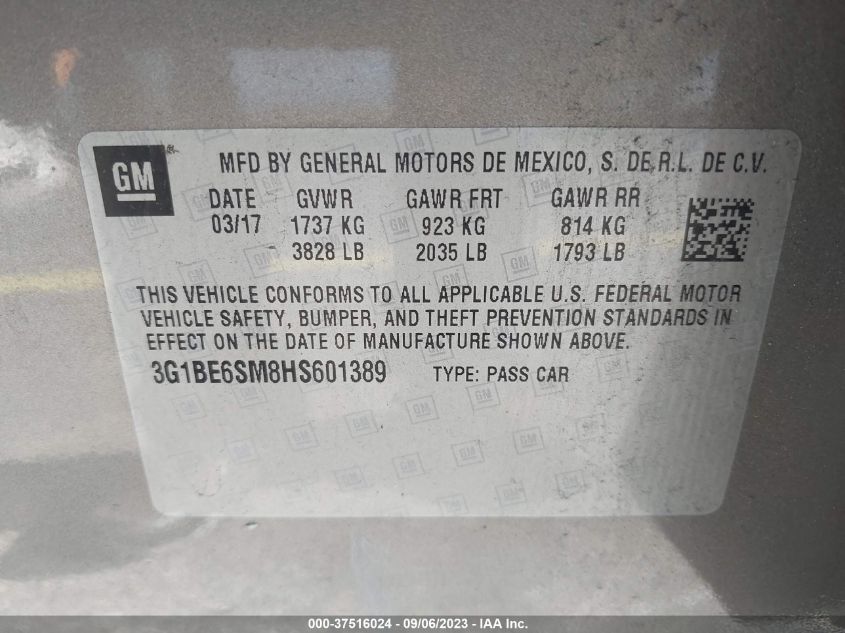 GM MFD BY GENERAL MOTORS DE MEXICO, S. DE R.L. DE C.V.
DATE GVWR GAWR FRT GAWR RR
03/17 1737 KG 923 KG 814 KG
3828 LB 2035 LB 1793 LB
THIS VEHICLE CONFORMS TO ALL APPLICABLE U.S. FEDERAL MOTOR
VEHICLE SAFETY, BUMPER, AND THEFT PREVENTION STANDARDS IN
EFFECT ON THE DATE OF MANUFACTURE SHOWN ABOVE.
3G1BE6SM8HS601389 TYPE: PASS CAR
000-37516024 - 09/06/2023 - IAA Inc.